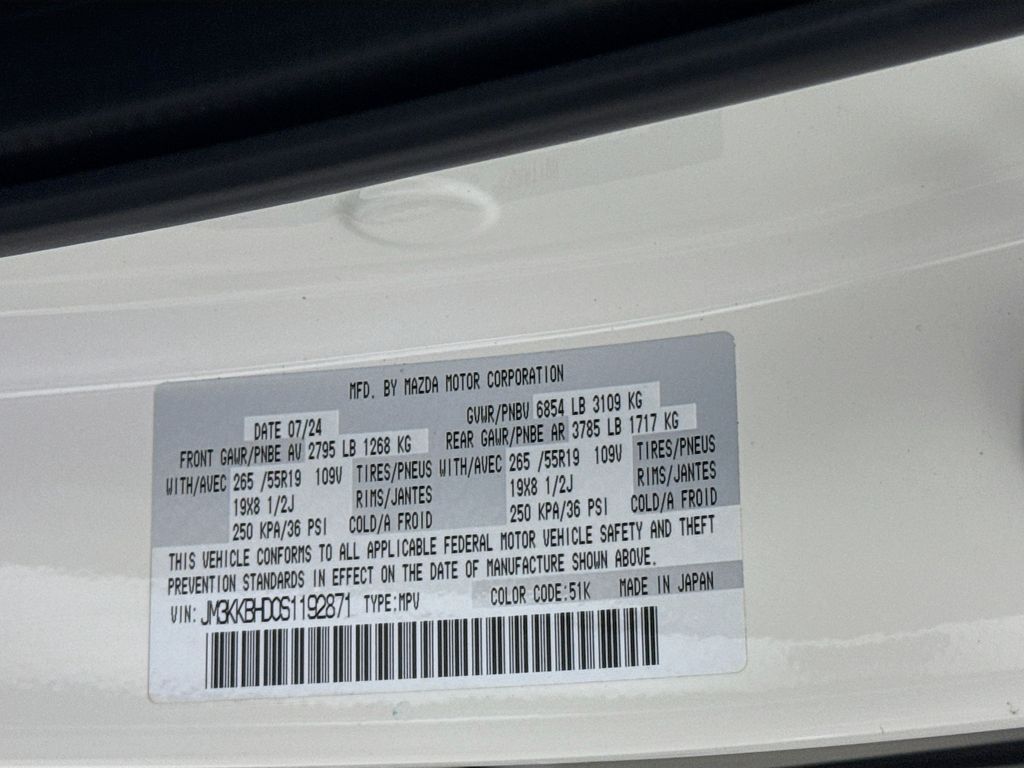 MFD. BY MAZDA MOTOR CORPORATION
DATE 07/24 GVWR/PNBV 6854 LB 3109 KG
FRONT GAWR/PNBE AV 2795 LB 1268 KG REAR GAWR/PNBE AR 3785 LB 1717 KG
WITH/AVEC 265 /55R19 109V TIRES/PNEUS WITH/AVEC 265 /55R19 109V TIRES/PNEUS
19X8 1/2J RIMS/JANTES 19X8 1/2J RIMS/JANTES
250 KPA/36 PSI COLD/A FROID 250 KPA/36 PSI COLD/A FROID
THIS VEHICLE CONFORMS TO ALL APPLICABLE FEDERAL MOTOR VEHICLE SAFETY AND THEFT
PREVENTION STANDARDS IN EFFECT ON THE DATE OF MANUFACTURE SHOWN ABOVE.
VIN: JM3KKBHD0S1192871 TYPE:MPV COLOR CODE:51K MADE IN JAPAN